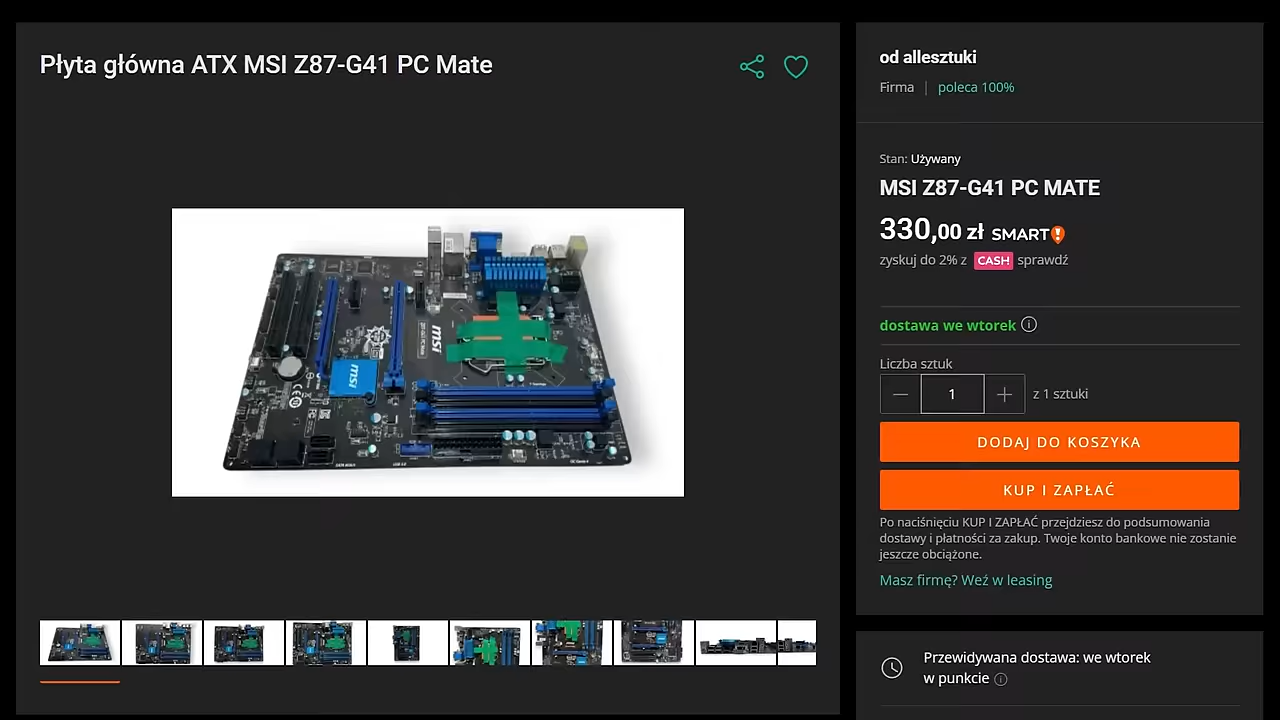 Płyta główna ATX MSI Z87-G41 PC Mate
msi
msi
od allesztuki
Firma | poleca 100%
Stan: Używany
MSI Z87-G41 PC MATE
330,00 zł SMART!
zyskuj do 2% z CASH sprawdź
dostawa we wtorek
Liczba sztuk
— 1 + z 1 sztuki
DODAJ DO KOSZYKA
KUP I ZAPŁAĆ
Po naciśnięciu KUP I ZAPŁAĆ przejdziesz do podsumowania
dostawy i płatności za zakup. Twoje konto bankowe nie zostanie
jeszcze obciążone.
Masz firmę? Weź w leasing
Przewidywana dostawa: we wtorek
w punkcie